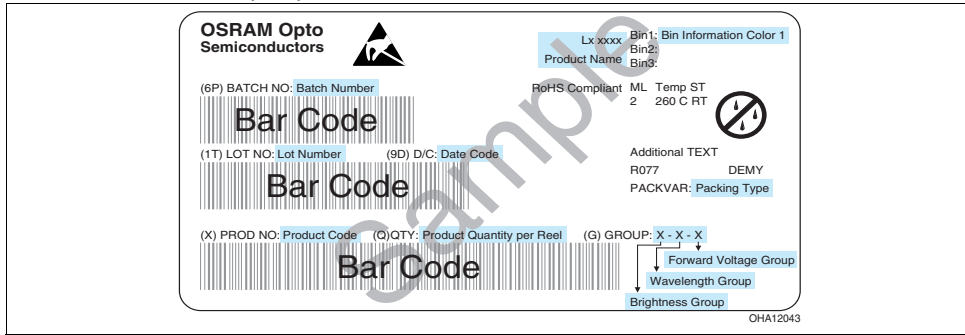 OSRAM Opto
Semiconductors
Lx xxxx
Product Name
Bin1: Bin Information Color 1
Bin2:
Bin3:
(6P) BATCH NO: Batch Number
Bar Code
RoHS Compliant
ML Temp ST
2 260 C RT
(1T) LOT NO: Lot Number (9D) D/C: Date Code
Bar Code
Additional TEXT
R077 DEMY
PACKVAR: Packing Type
(X) PROD NO: Product Code (Q)QTY: Product Quantity per Reel (G) GROUP: X - X - X
Bar Code
Forward Voltage Group
Wavelength Group
Brightness Group
Sample
OHA12043